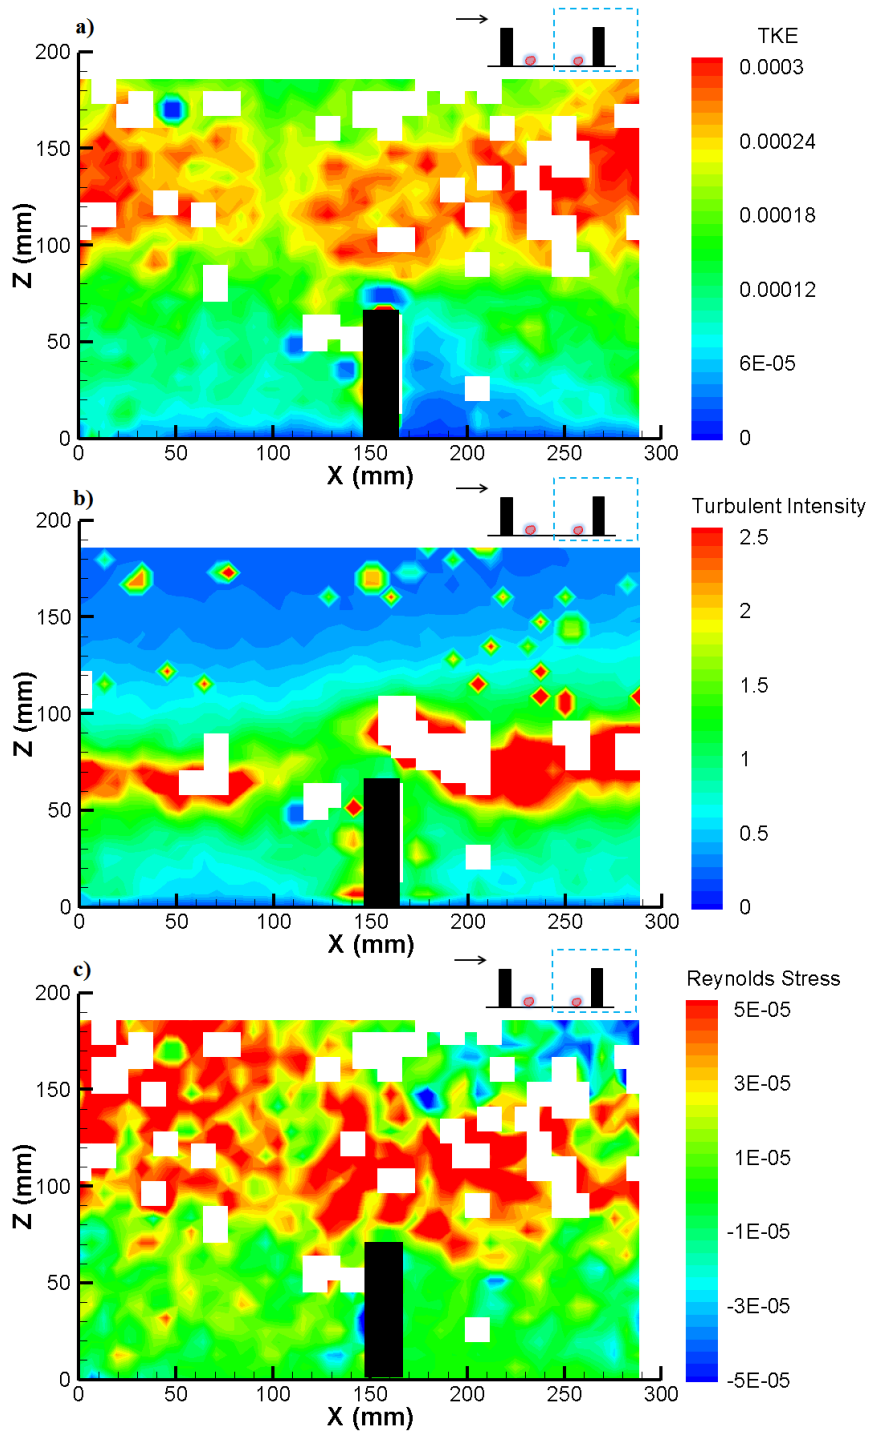 a)
TKE
200
150
100
50
0
Z (mm)
0 50 100 150 200 250 300
X (mm)
0.0003
0.00024
0.00018
0.00012
6E-05
0
b)
Turbulent Intensity
200
150
100
50
0
Z (mm)
0 50 100 150 200 250 300
X (mm)
2.5
2
1.5
1
0.5
0
c)
Reynolds Stress
200
150
100
50
0
Z (mm)
0 50 100 150 200 250 300
X (mm)
5E-05
3E-05
1E-05
-1E-05
-3E-05
-5E-05